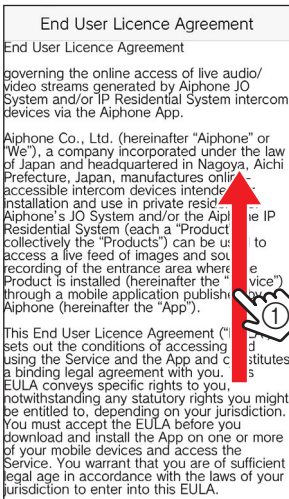 End User Licence Agreement
End User Licence Agreement
governing the online access of live audio/
video streams generated by Aiphone JO
System and/or IP Residential System intercom
devices via the Aiphone App.
Aiphone Co., Ltd. (hereinafter “Aiphone” or
“We”), a company incorporated under the law
of Japan and headquartered in Nagoya, Aichi
Prefecture, Japan, manufactures online-
accessible intercom devices intended
installation and use in private
Aiphone’s JO System and/or the IP
Residential System (each a “Product”
collectively the “Products”) can be to
access a live feed of images and
recording of the entrance area where
Product is installed (hereinafter the “
through a mobile application
Aiphone (hereinafter the “App”).
This End User Licence Agreement
sets out the conditions of accessing
using the Service and the App and
a binding legal agreement with you.
EULA conveys specific rights to you,
notwithstanding any statutory rights you might
be entitled to, depending on your jurisdiction.
You must accept the EULA before you
download and install the App on one or more
of your mobile devices and access the
Service. You warrant that you are of sufficient
legal age in accordance with the laws of your
jurisdiction to enter into this EULA.
1